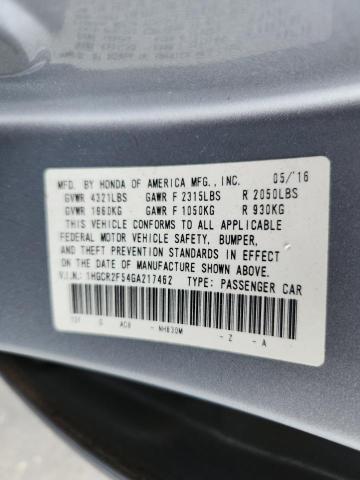 MFD. BY HONDA OF AMERICA MFG., INC. 05/16
GVWR 4321LBS GAWR F 2315LBS R 2050LBS
GVWR 1960KG GAWR F 1050KG R 930KG
THIS VEHICLE CONFORMS TO ALL APPLICABLE
FEDERAL MOTOR VEHICLE SAFETY, BUMPER,
AND THEFT PREVENTION STANDARDS IN EFFECT
ON THE DATE OF MANUFACTURE SHOWN ABOVE.
V.I.N.: 1HGCR2F54GA217462 TYPE: PASSENGER CAR
G AC8 NH830M - Z - A